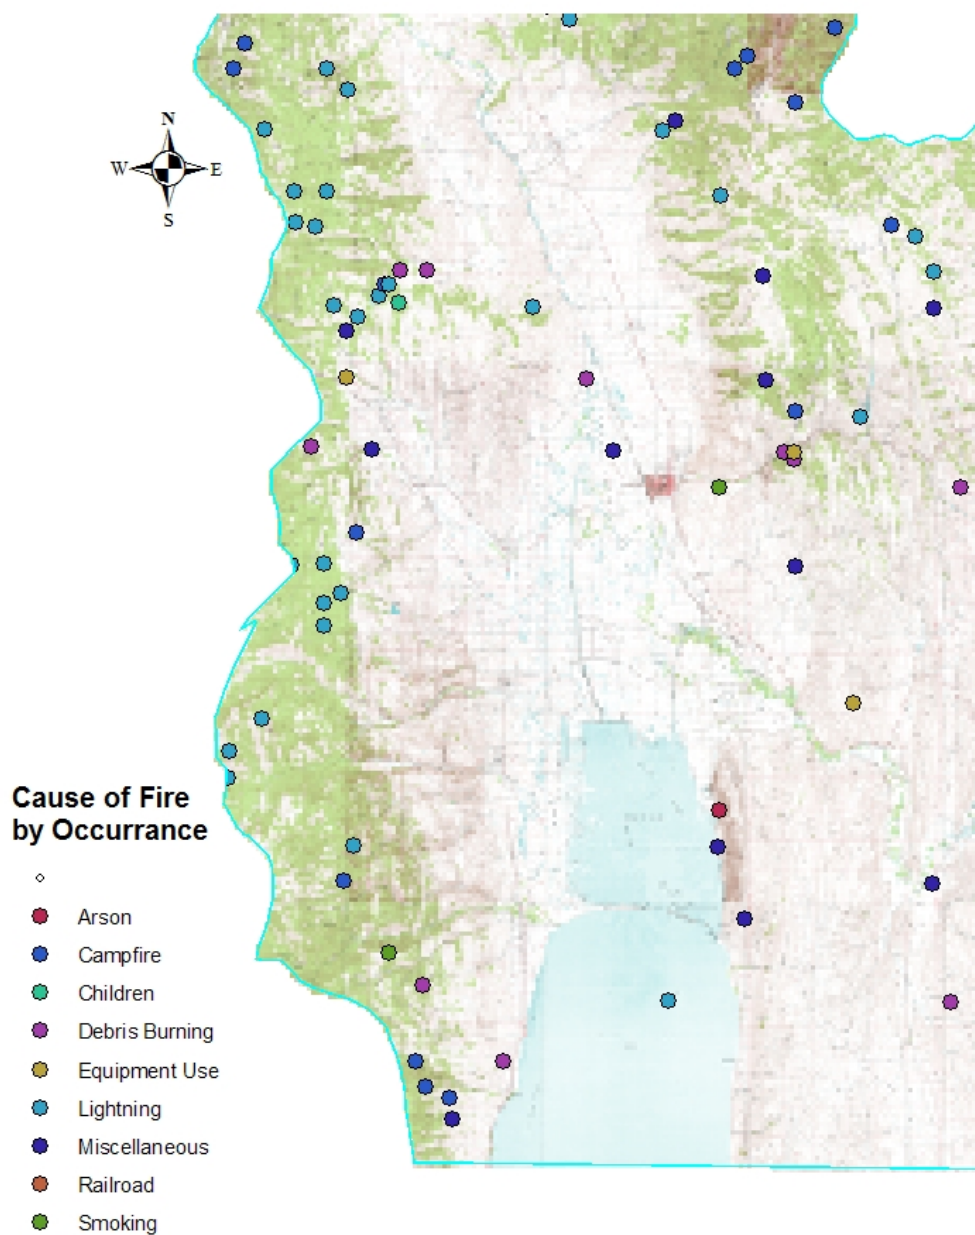 N
W E
S
Cause of Fire
by Occurrance
Arson
Campfire
Children
Debris Burning
Equipment Use
Lightning
Miscellaneous
Railroad
Smoking